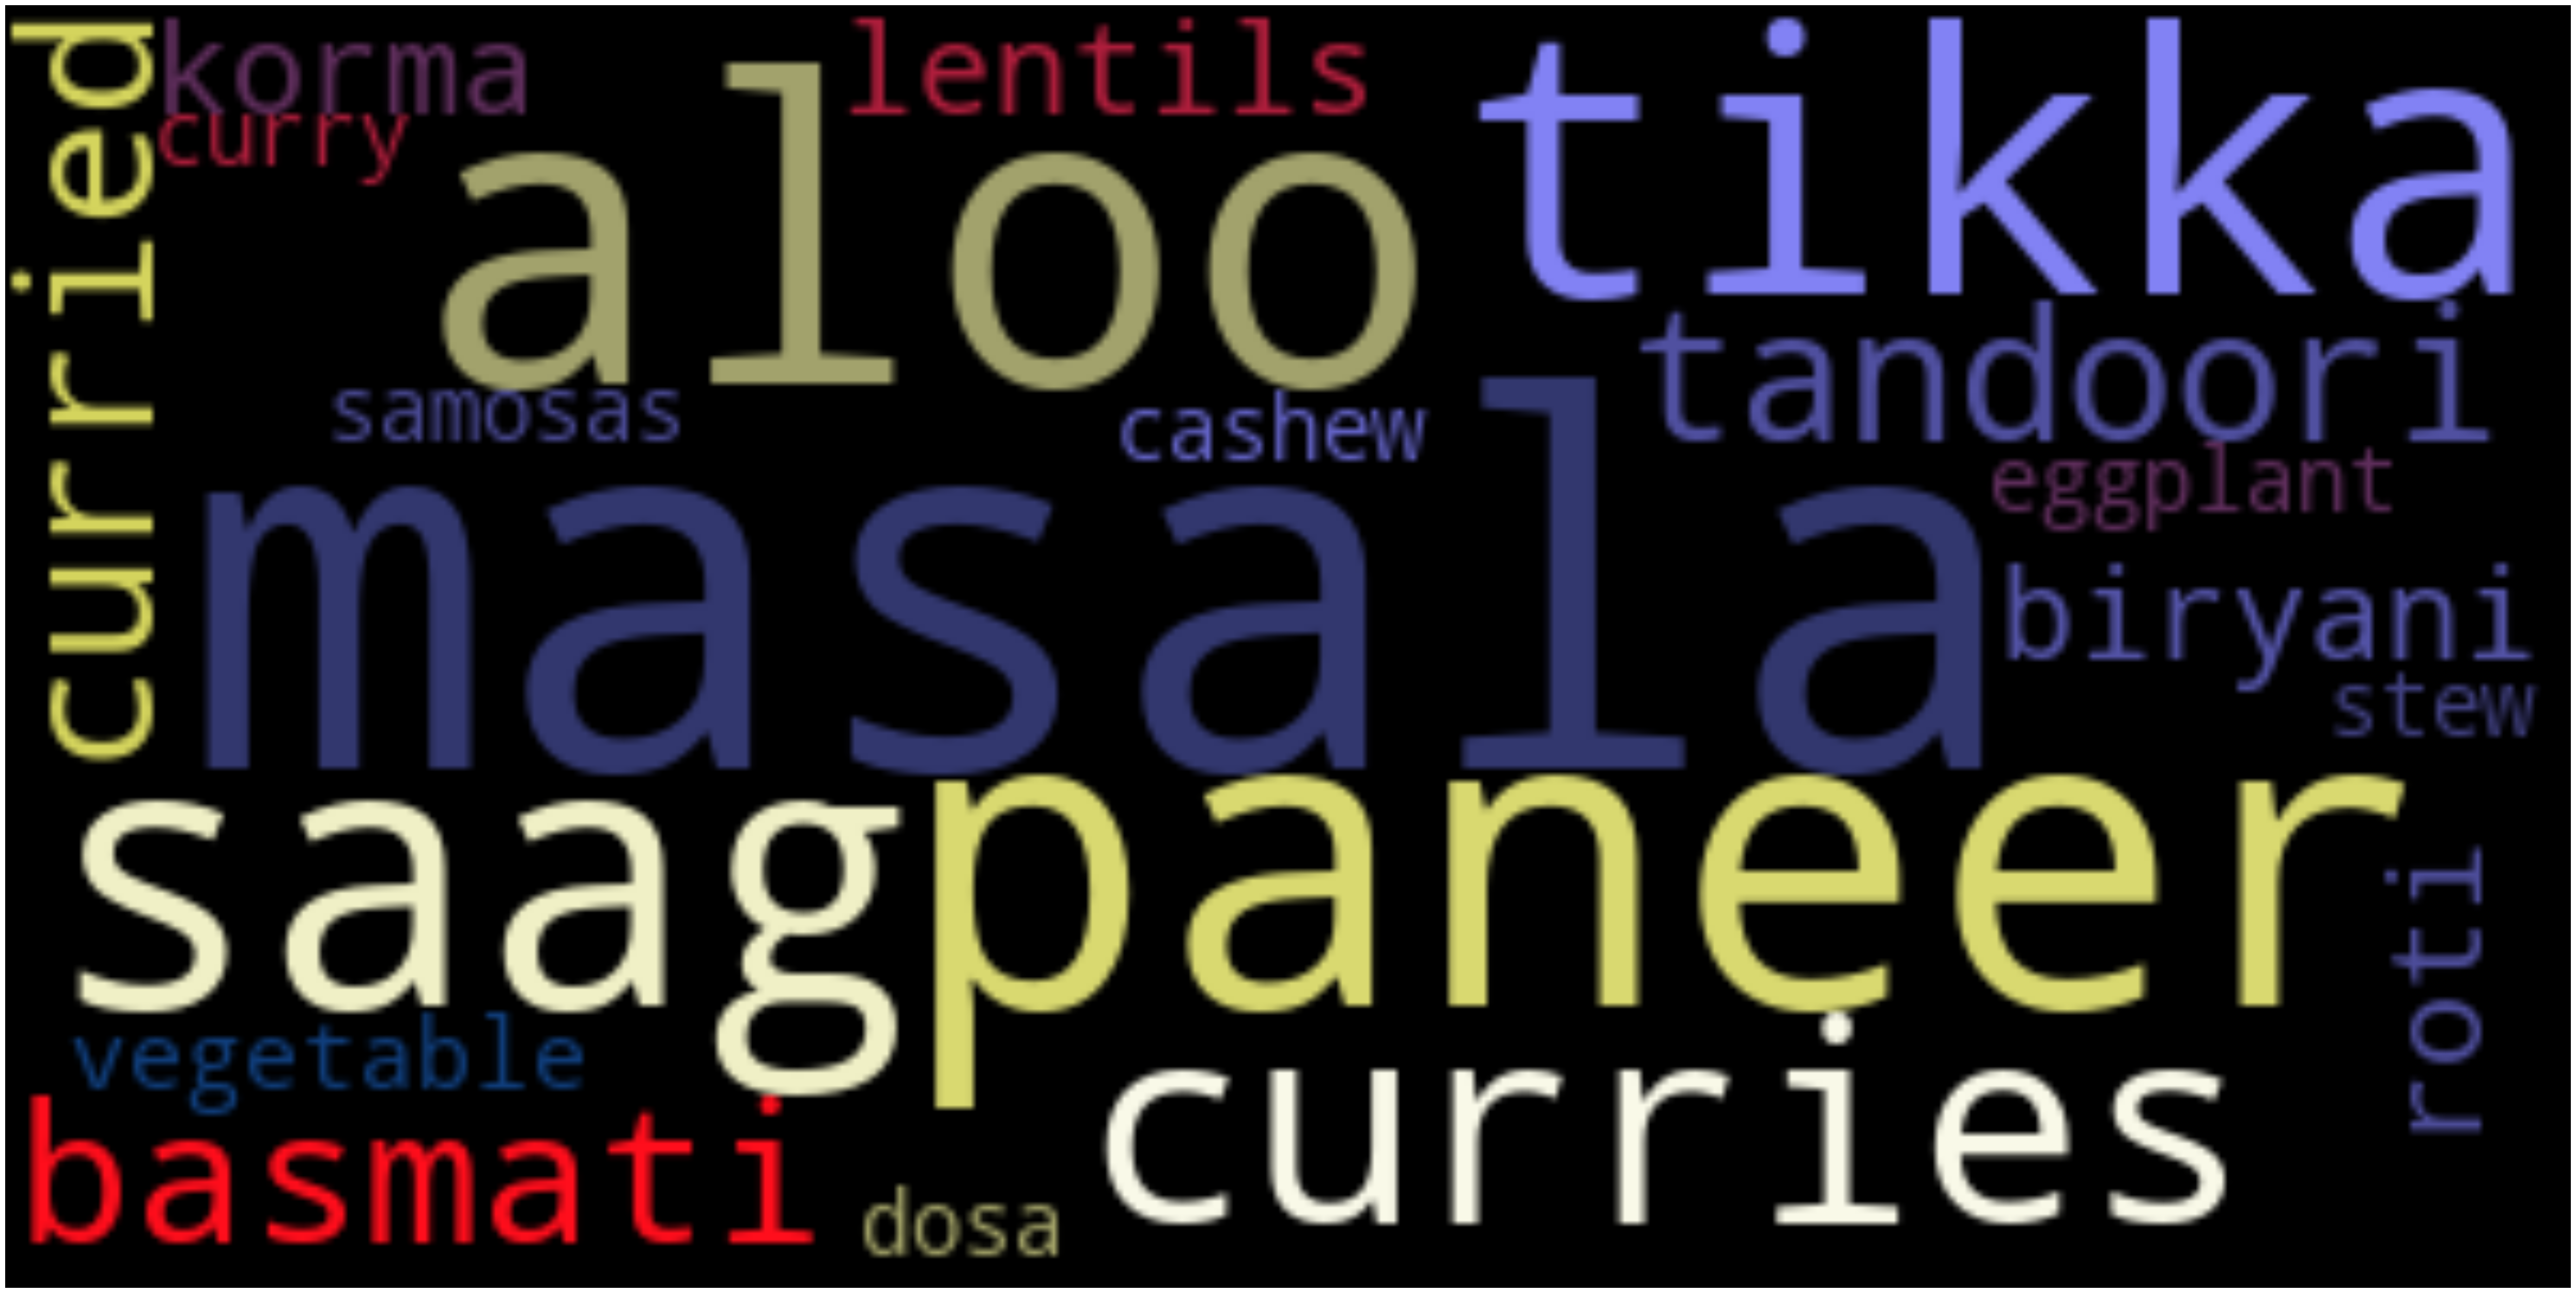 curried
korma
lentils
tikka
curry
aloo
tandoori
samosas
cashew
eggplant
masala
biryani
stew
saag
paneer
roti
vegetable
curries
basmati
dosa